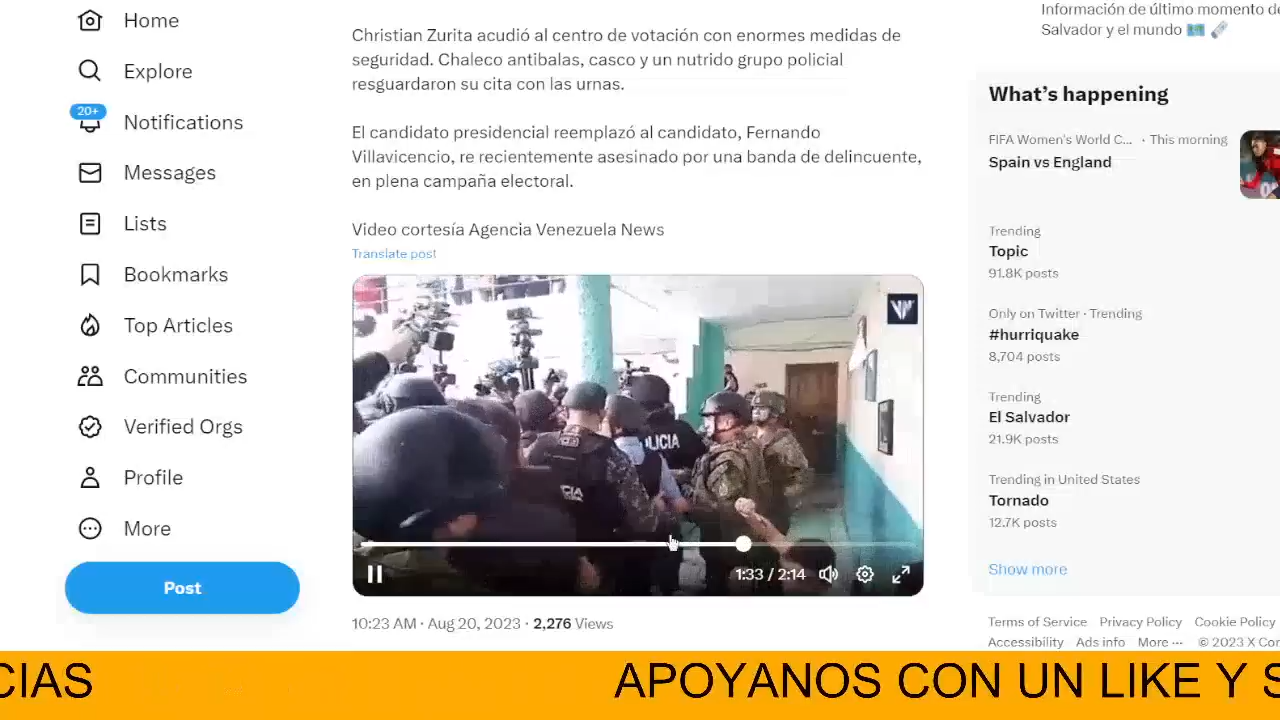 Home
Explore
20+
Notifications
Messages
Lists
Bookmarks
Top Articles
Communities
Verified Orgs
Profile
More
Post
Christian Zurita acudió al centro de votación con enormes medidas de
seguridad. Chaleco antibalas, casco y un nutrido grupo policial
resguardaron su cita con las urnas.
El candidato presidencial reemplazó al candidato, Fernando
Villavicencio, re recientemente asesinado por una banda de delincuente,
en plena campaña electoral.
Video cortesía Agencia Venezuela News
Translate post
VN
LICIA
CIA
1:33 / 2:14
10:23 AM · Aug 20, 2023 · 2,276 Views
Información de último momento de
Salvador y el mundo
What's happening
FIFA Women's World C... · This morning
Spain vs England
Trending
Topic
91.8K posts
Only on Twitter · Trending
#hurriquake
8,704 posts
Trending
El Salvador
21.9K posts
Trending in United States
Tornado
12.7K posts
Show more
Terms of Service Privacy Policy Cookie Policy
Accessibility Ads info More ··· © 2023 X Cor
CIAS APOYANOS CON UN LIKE Y S